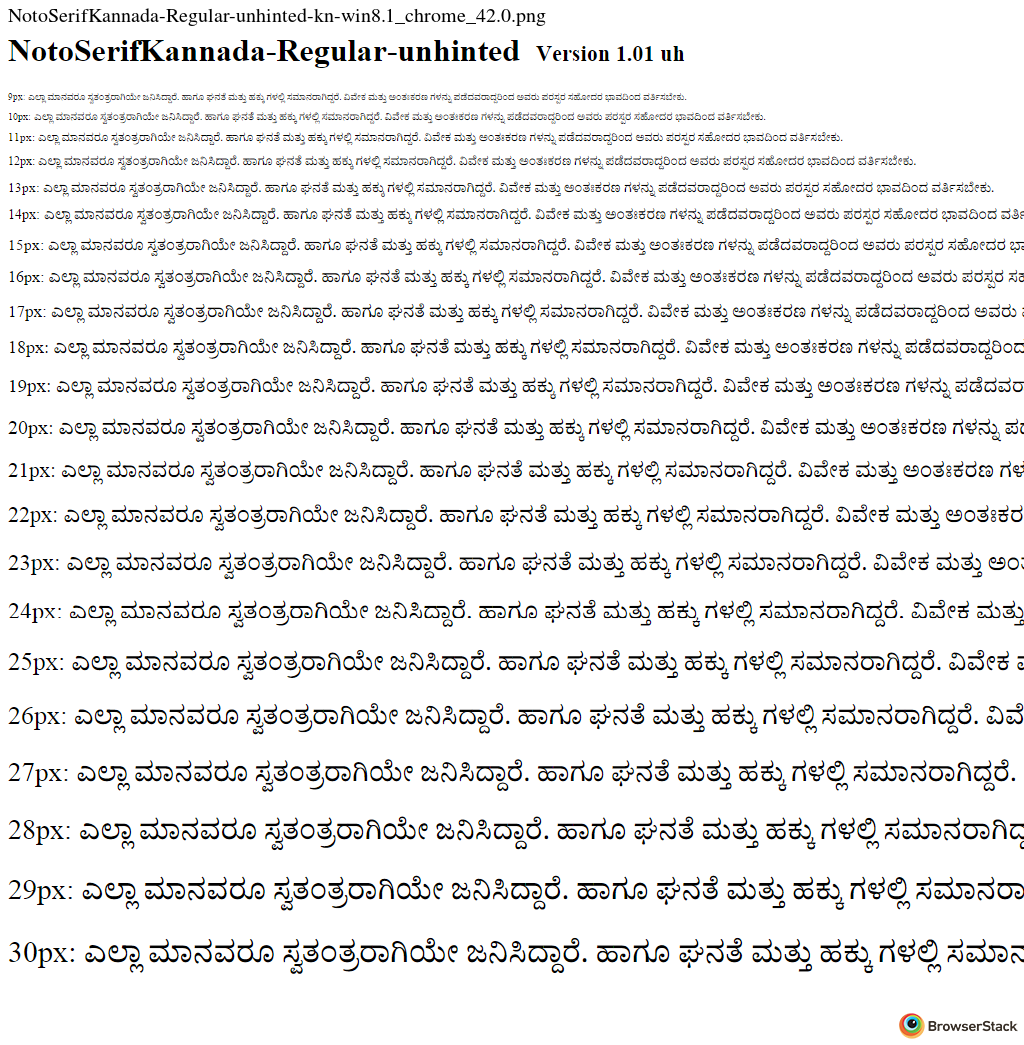 NotoSerifKannada-Regular-unhinted-kn-win8.1_chrome_42.0.png
NotoSerifKannada-Regular-unhinted Version 1.01 uh
9px: ಎಲ್ಲಾ ಮಾನವರೂ ಸ್ವತಂತ್ರರಾಗಿಯೇ ಜನಿಸಿದ್ದಾರೆ. ಹಾಗೂ ಘನತೆ ಮತ್ತು ಹಕ್ಕು ಗಳಲ್ಲಿ ಸಮಾನರಾಗಿದ್ದರೆ. ವಿವೇಕ ಮತ್ತು ಅಂತಃಕರಣ ಗಳನ್ನು ಪಡೆದವರಾದ್ದರಿಂದ ಅವರು ಪರಸ್ಪರ ಸಹೋದರ ಭಾವದಿಂದ ವರ್ತಿಸಬೇಕು.
10px: ಎಲ್ಲಾ ಮಾನವರೂ ಸ್ವತಂತ್ರರಾಗಿಯೇ ಜನಿಸಿದ್ದಾರೆ. ಹಾಗೂ ಘನತೆ ಮತ್ತು ಹಕ್ಕು ಗಳಲ್ಲಿ ಸಮಾನರಾಗಿದ್ದರೆ. ವಿವೇಕ ಮತ್ತು ಅಂತಃಕರಣ ಗಳನ್ನು ಪಡೆದವರಾದ್ದರಿಂದ ಅವರು ಪರಸ್ಪರ ಸಹೋದರ ಭಾವದಿಂದ ವರ್ತಿಸಬೇಕು.
11px: ಎಲ್ಲಾ ಮಾನವರೂ ಸ್ವತಂತ್ರರಾಗಿಯೇ ಜನಿಸಿದ್ದಾರೆ. ಹಾಗೂ ಘನತೆ ಮತ್ತು ಹಕ್ಕು ಗಳಲ್ಲಿ ಸಮಾನರಾಗಿದ್ದರೆ. ವಿವೇಕ ಮತ್ತು ಅಂತಃಕರಣ ಗಳನ್ನು ಪಡೆದವರಾದ್ದರಿಂದ ಅವರು ಪರಸ್ಪರ ಸಹೋದರ ಭಾವದಿಂದ ವರ್ತಿಸಬೇಕು.
12px: ಎಲ್ಲಾ ಮಾನವರೂ ಸ್ವತಂತ್ರರಾಗಿಯೇ ಜನಿಸಿದ್ದಾರೆ. ಹಾಗೂ ಘನತೆ ಮತ್ತು ಹಕ್ಕು ಗಳಲ್ಲಿ ಸಮಾನರಾಗಿದ್ದರೆ. ವಿವೇಕ ಮತ್ತು ಅಂತಃಕರಣ ಗಳನ್ನು ಪಡೆದವರಾದ್ದರಿಂದ ಅವರು ಪರಸ್ಪರ ಸಹೋದರ ಭಾವದಿಂದ ವರ್ತಿಸಬೇಕು.
13px: ಎಲ್ಲಾ ಮಾನವರೂ ಸ್ವತಂತ್ರರಾಗಿಯೇ ಜನಿಸಿದ್ದಾರೆ. ಹಾಗೂ ಘನತೆ ಮತ್ತು ಹಕ್ಕು ಗಳಲ್ಲಿ ಸಮಾನರಾಗಿದ್ದರೆ. ವಿವೇಕ ಮತ್ತು ಅಂತಃಕರಣ ಗಳನ್ನು ಪಡೆದವರಾದ್ದರಿಂದ ಅವರು ಪರಸ್ಪರ ಸಹೋದರ ಭಾವದಿಂದ ವರ್ತಿಸಬೇಕು.
14px: ಎಲ್ಲಾ ಮಾನವರೂ ಸ್ವತಂತ್ರರಾಗಿಯೇ ಜನಿಸಿದ್ದಾರೆ. ಹಾಗೂ ಘನತೆ ಮತ್ತು ಹಕ್ಕು ಗಳಲ್ಲಿ ಸಮಾನರಾಗಿದ್ದರೆ. ವಿವೇಕ ಮತ್ತು ಅಂತಃಕರಣ ಗಳನ್ನು ಪಡೆದವರಾದ್ದರಿಂದ ಅವರು ಪರಸ್ಪರ ಸಹೋದರ ಭಾವದಿಂದ
15px: ಎಲ್ಲಾ ಮಾನವರೂ ಸ್ವತಂತ್ರರಾಗಿಯೇ ಜನಿಸಿದ್ದಾರೆ. ಹಾಗೂ ಘನತೆ ಮತ್ತು ಹಕ್ಕು ಗಳಲ್ಲಿ ಸಮಾನರಾಗಿದ್ದರೆ. ವಿವೇಕ ಮತ್ತು ಅಂತಃಕರಣ ಗಳನ್ನು ಪಡೆದವರಾದ್ದರಿಂದ ಅವರು ಪರಸ್ಪರ ಸಹೋದರ
16px: ಎಲ್ಲಾ ಮಾನವರೂ ಸ್ವತಂತ್ರರಾಗಿಯೇ ಜನಿಸಿದ್ದಾರೆ. ಹಾಗೂ ಘನತೆ ಮತ್ತು ಹಕ್ಕು ಗಳಲ್ಲಿ ಸಮಾನರಾಗಿದ್ದರೆ. ವಿವೇಕ ಮತ್ತು ಅಂತಃಕರಣ ಗಳನ್ನು ಪಡೆದವರಾದ್ದರಿಂದ ಅವರು ಪರಸ್ಪರ
17px: ಎಲ್ಲಾ ಮಾನವರೂ ಸ್ವತಂತ್ರರಾಗಿಯೇ ಜನಿಸಿದ್ದಾರೆ. ಹಾಗೂ ಘನತೆ ಮತ್ತು ಹಕ್ಕು ಗಳಲ್ಲಿ ಸಮಾನರಾಗಿದ್ದರೆ. ವಿವೇಕ ಮತ್ತು ಅಂತಃಕರಣ ಗಳನ್ನು ಪಡೆದವರಾದ್ದರಿಂದ ಅವರು
18px: ಎಲ್ಲಾ ಮಾನವರೂ ಸ್ವತಂತ್ರರಾಗಿಯೇ ಜನಿಸಿದ್ದಾರೆ. ಹಾಗೂ ಘನತೆ ಮತ್ತು ಹಕ್ಕು ಗಳಲ್ಲಿ ಸಮಾನರಾಗಿದ್ದರೆ. ವಿವೇಕ ಮತ್ತು ಅಂತಃಕರಣ ಗಳನ್ನು ಪಡೆದವರಾದ್ದರಿಂದ
19px: ಎಲ್ಲಾ ಮಾನವರೂ ಸ್ವತಂತ್ರರಾಗಿಯೇ ಜನಿಸಿದ್ದಾರೆ. ಹಾಗೂ ಘನತೆ ಮತ್ತು ಹಕ್ಕು ಗಳಲ್ಲಿ ಸಮಾನರಾಗಿದ್ದರೆ. ವಿವೇಕ ಮತ್ತು ಅಂತಃಕರಣ ಗಳನ್ನು ಪಡೆದವರ
20px: ಎಲ್ಲಾ ಮಾನವರೂ ಸ್ವತಂತ್ರರಾಗಿಯೇ ಜನಿಸಿದ್ದಾರೆ. ಹಾಗೂ ಘನತೆ ಮತ್ತು ಹಕ್ಕು ಗಳಲ್ಲಿ ಸಮಾನರಾಗಿದ್ದರೆ. ವಿವೇಕ ಮತ್ತು ಅಂತಃಕರಣ ಗಳನ್ನು
21px: ಎಲ್ಲಾ ಮಾನವರೂ ಸ್ವತಂತ್ರರಾಗಿಯೇ ಜನಿಸಿದ್ದಾರೆ. ಹಾಗೂ ಘನತೆ ಮತ್ತು ಹಕ್ಕು ಗಳಲ್ಲಿ ಸಮಾನರಾಗಿದ್ದರೆ. ವಿವೇಕ ಮತ್ತು ಅಂತಃಕರಣ
22px: ಎಲ್ಲಾ ಮಾನವರೂ ಸ್ವತಂತ್ರರಾಗಿಯೇ ಜನಿಸಿದ್ದಾರೆ. ಹಾಗೂ ಘನತೆ ಮತ್ತು ಹಕ್ಕು ಗಳಲ್ಲಿ ಸಮಾನರಾಗಿದ್ದರೆ. ವಿವೇಕ ಮತ್ತು ಅಂತಃಕರ
23px: ಎಲ್ಲಾ ಮಾನವರೂ ಸ್ವತಂತ್ರರಾಗಿಯೇ ಜನಿಸಿದ್ದಾರೆ. ಹಾಗೂ ಘನತೆ ಮತ್ತು ಹಕ್ಕು ಗಳಲ್ಲಿ ಸಮಾನರಾಗಿದ್ದರೆ. ವಿವೇಕ ಮತ್ತು ಅಂ
24px: ಎಲ್ಲಾ ಮಾನವರೂ ಸ್ವತಂತ್ರರಾಗಿಯೇ ಜನಿಸಿದ್ದಾರೆ. ಹಾಗೂ ಘನತೆ ಮತ್ತು ಹಕ್ಕು ಗಳಲ್ಲಿ ಸಮಾನರಾಗಿದ್ದರೆ. ವಿವೇಕ ಮತ್ತು
25px: ಎಲ್ಲಾ ಮಾನವರೂ ಸ್ವತಂತ್ರರಾಗಿಯೇ ಜನಿಸಿದ್ದಾರೆ. ಹಾಗೂ ಘನತೆ ಮತ್ತು ಹಕ್ಕು ಗಳಲ್ಲಿ ಸಮಾನರಾಗಿದ್ದರೆ. ವಿವೇಕ
26px: ಎಲ್ಲಾ ಮಾನವರೂ ಸ್ವತಂತ್ರರಾಗಿಯೇ ಜನಿಸಿದ್ದಾರೆ. ಹಾಗೂ ಘನತೆ ಮತ್ತು ಹಕ್ಕು ಗಳಲ್ಲಿ ಸಮಾನರಾಗಿದ್ದರೆ. ವಿವೇ
27px: ಎಲ್ಲಾ ಮಾನವರೂ ಸ್ವತಂತ್ರರಾಗಿಯೇ ಜನಿಸಿದ್ದಾರೆ. ಹಾಗೂ ಘನತೆ ಮತ್ತು ಹಕ್ಕು ಗಳಲ್ಲಿ ಸಮಾನರಾಗಿದ್ದರೆ.
28px: ಎಲ್ಲಾ ಮಾನವರೂ ಸ್ವತಂತ್ರರಾಗಿಯೇ ಜನಿಸಿದ್ದಾರೆ. ಹಾಗೂ ಘನತೆ ಮತ್ತು ಹಕ್ಕು ಗಳಲ್ಲಿ ಸಮಾನರಾಗಿದ್ದ
29px: ಎಲ್ಲಾ ಮಾನವರೂ ಸ್ವತಂತ್ರರಾಗಿಯೇ ಜನಿಸಿದ್ದಾರೆ. ಹಾಗೂ ಘನತೆ ಮತ್ತು ಹಕ್ಕು ಗಳಲ್ಲಿ ಸಮಾನರಾ
30px: ಎಲ್ಲಾ ಮಾನವರೂ ಸ್ವತಂತ್ರರಾಗಿಯೇ ಜನಿಸಿದ್ದಾರೆ. ಹಾಗೂ ಘನತೆ ಮತ್ತು ಹಕ್ಕು ಗಳಲ್ಲಿ ಸಮಾನ
BrowserStack